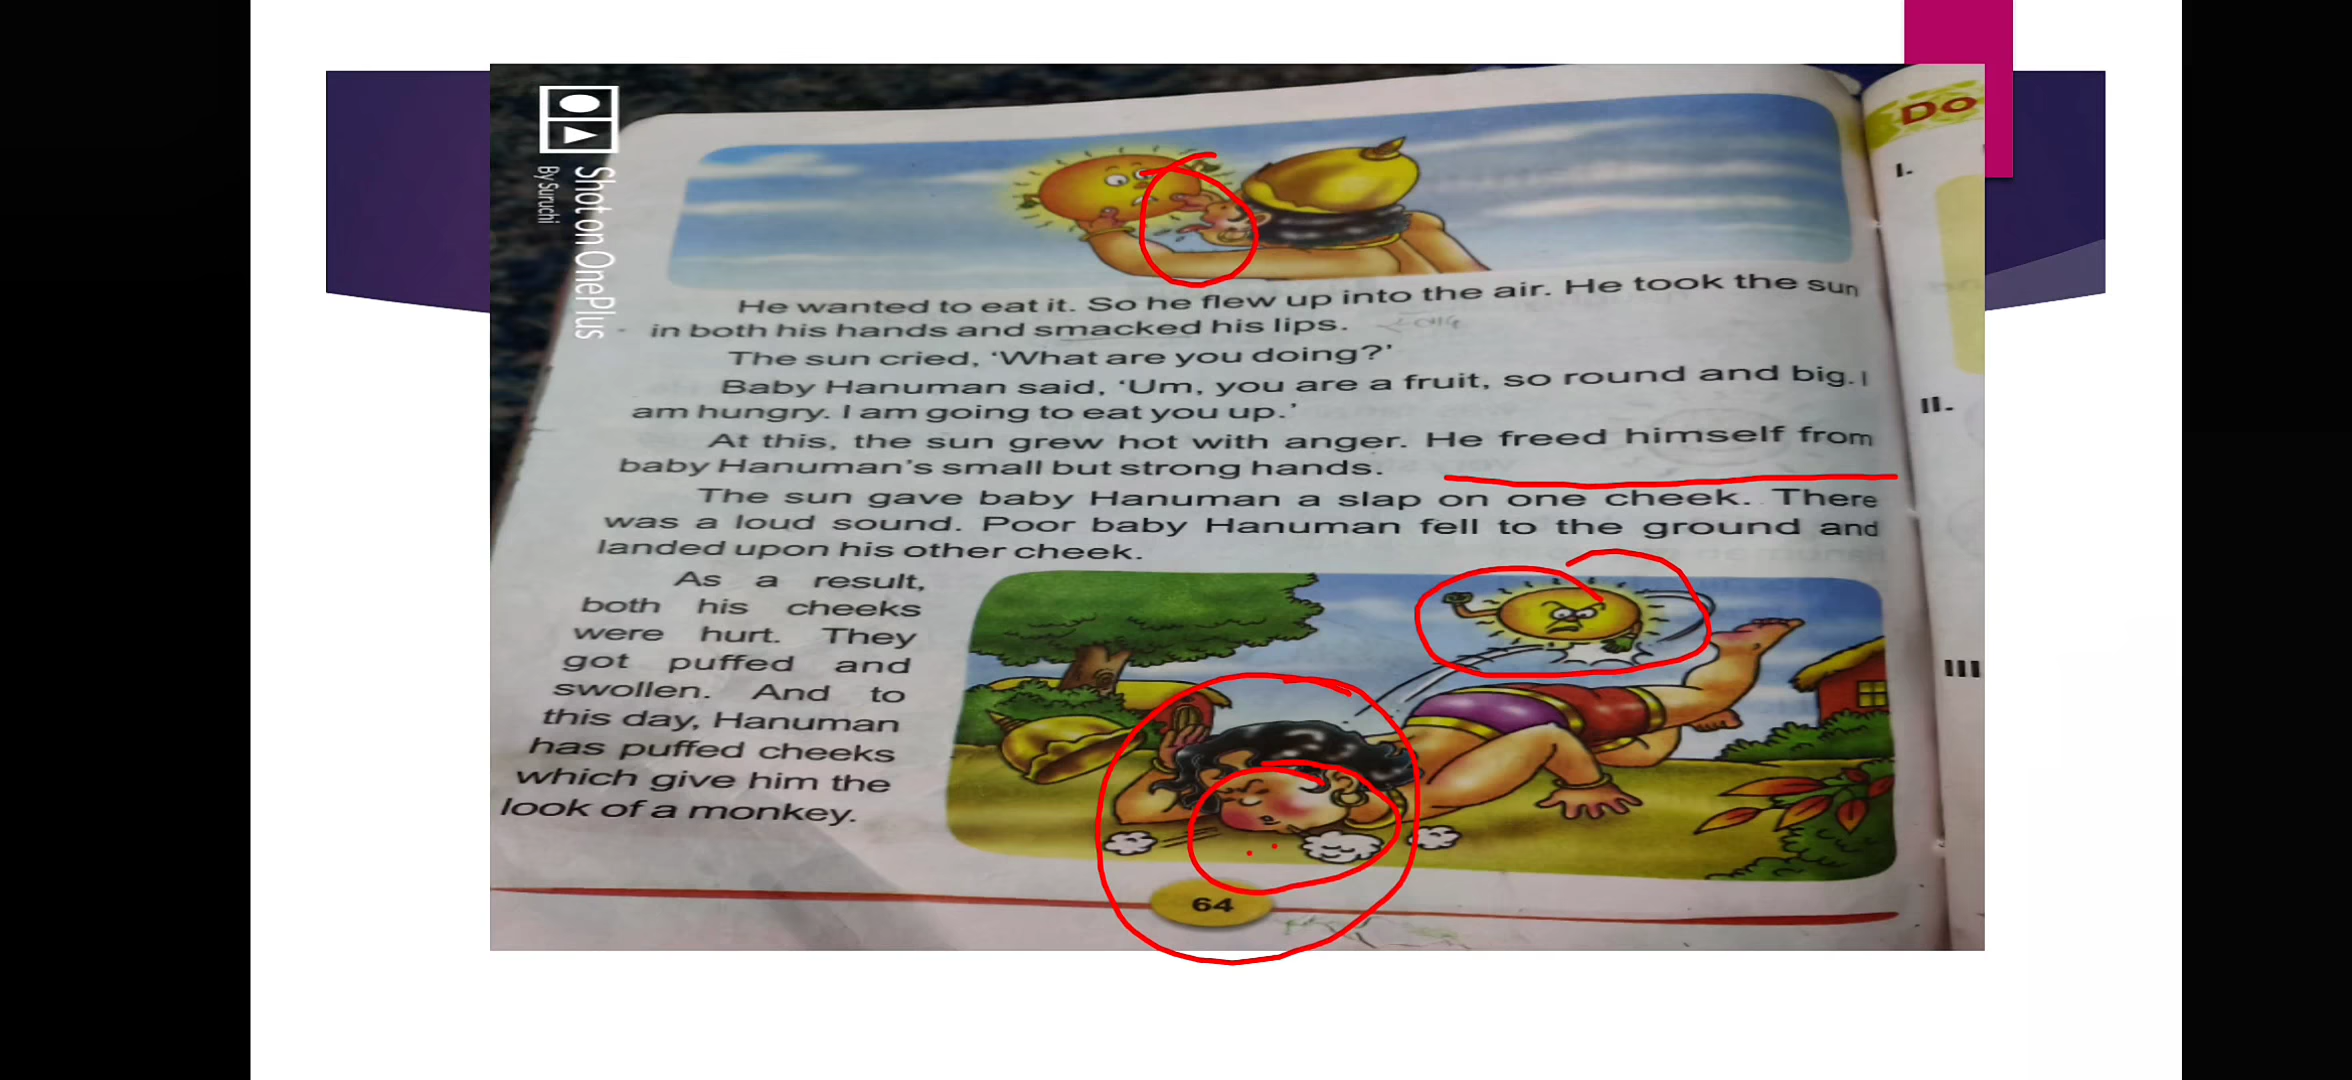 Shot on OnePlus
By Suruchi
Do
I.
He wanted to eat it. So he flew up into the air. He took the sun
in both his hands and smacked his lips.
The sun cried, ‘What are you doing?’
Baby Hanuman said, ‘Um, you are a fruit, so round and big. I
am hungry. I am going to eat you up.’
II.
At this, the sun grew hot with anger. He freed himself from
baby Hanuman’s small but strong hands.
The sun gave baby Hanuman a slap on one cheek. There
was a loud sound. Poor baby Hanuman fell to the ground and
landed upon his other cheek.
As a result,
both his cheeks
were hurt. They
got puffed and
swollen. And to
this day, Hanuman
has puffed cheeks
which give him the
look of a monkey.
III
64